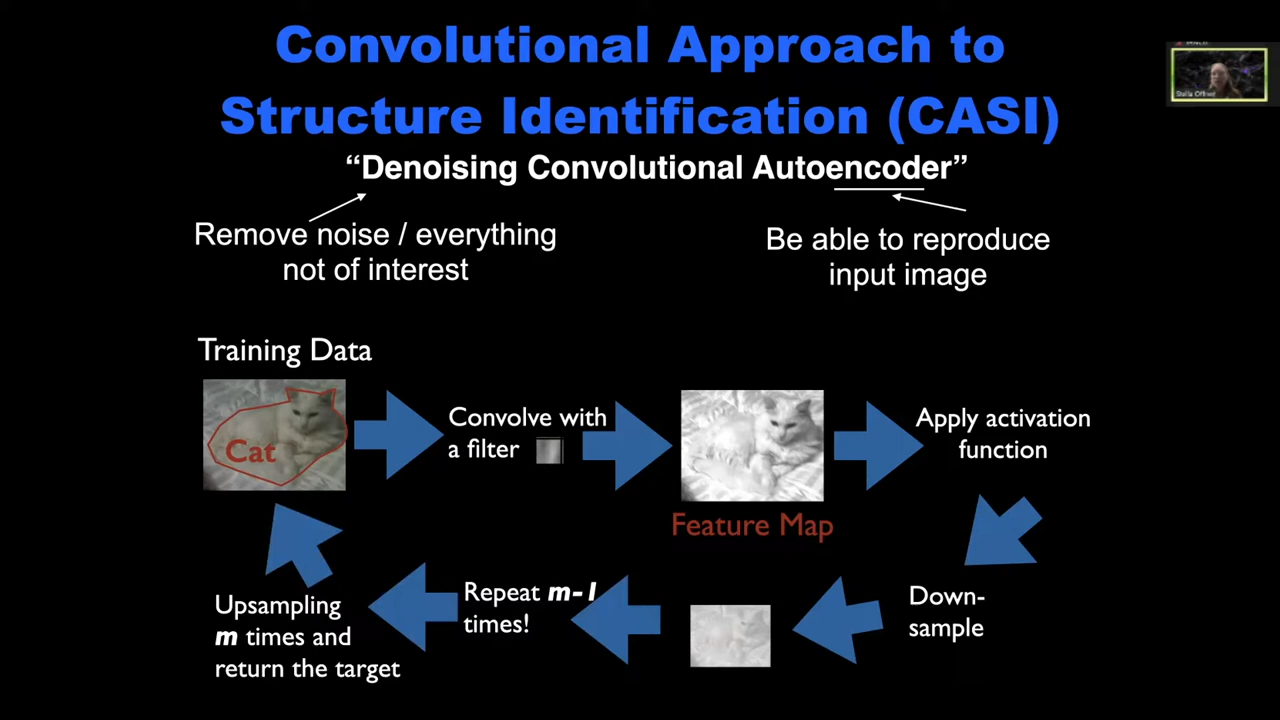 Convolutional Approach to
Structure Identification (CASI)
“Denoising Convolutional Autoencoder”
Remove noise / everything
not of interest
Be able to reproduce
input image
Training Data
Cat
Convolve with
a filter
Feature Map
Apply activation
function
Down-
sample
Repeat m-1
times!
Upsampling
m times and
return the target